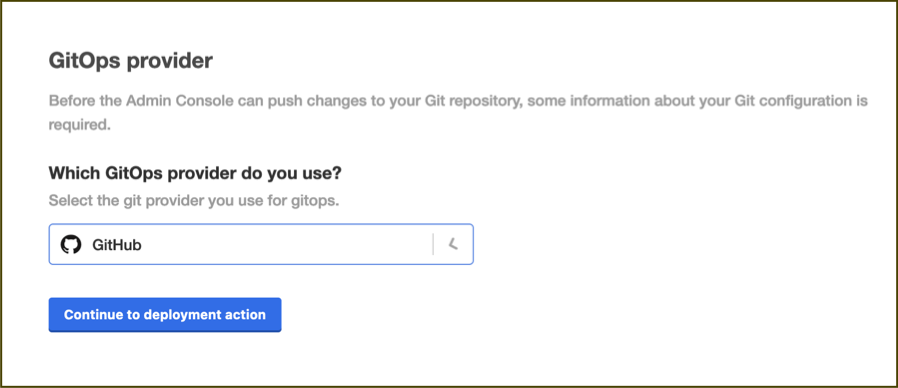 GitOps provider
Before the Admin Console can push changes to your Git repository, some information about your Git configuration is
required.
Which GitOps provider do you use?
Select the git provider you use for gitops.
GitHub
Continue to deployment action